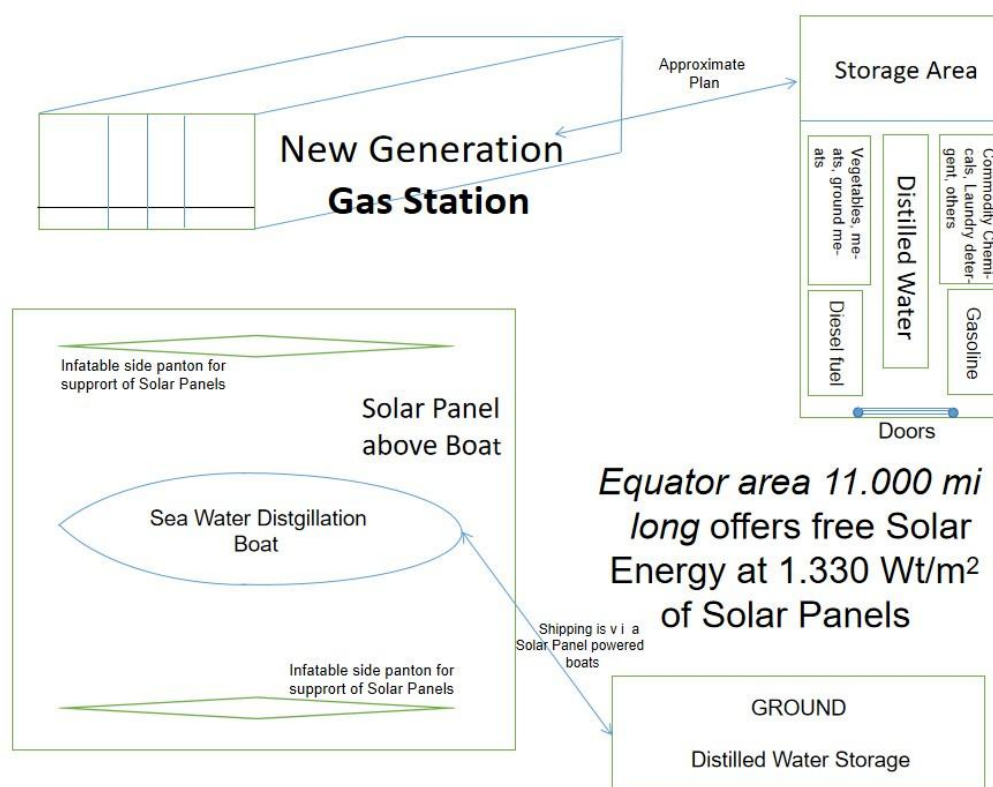 Approximate
Plan
Storage Area
New Generation
Gas Station
Vegetables, me-
ats, ground me-
ats
Distilled Water
Commodity Chemi-
cals, Laundry deter-
gent, others
Diesel fuel
Gasoline
Doors
Infatable side panton for
supprort of Solar Panels
Solar Panel
above Boat
Sea Water Distgillation
Boat
Equator area 11.000 mi
long offers free Solar
Energy at 1.330 Wt/m²
of Solar Panels
Shipping is v i a
Solar Panel powered
boats
Infatable side panton for
supprort of Solar Panels
GROUND
Distilled Water Storage